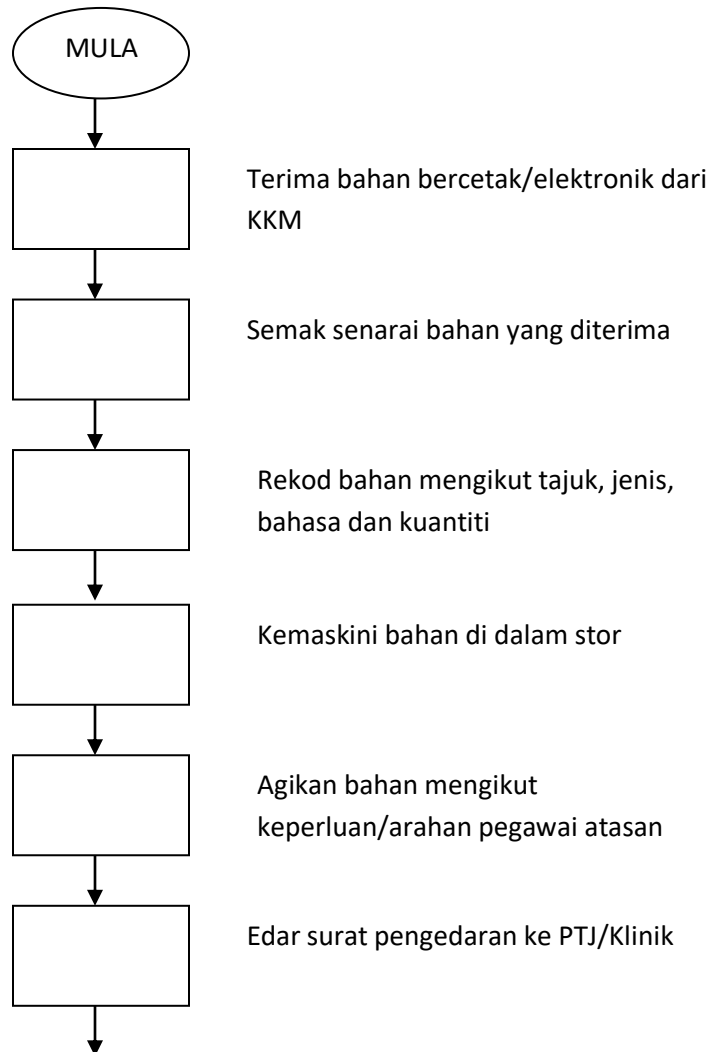 MULA
Terima bahan bercetak/elektronik dari
KKM
Semak senarai bahan yang diterima
Rekod bahan mengikut tajuk, jenis,
bahasa dan kuantiti
Kemaskini bahan di dalam stor
Agikan bahan mengikut
keperluan/arahan pegawai atasan
Edar surat pengedaran ke PTJ/Klinik